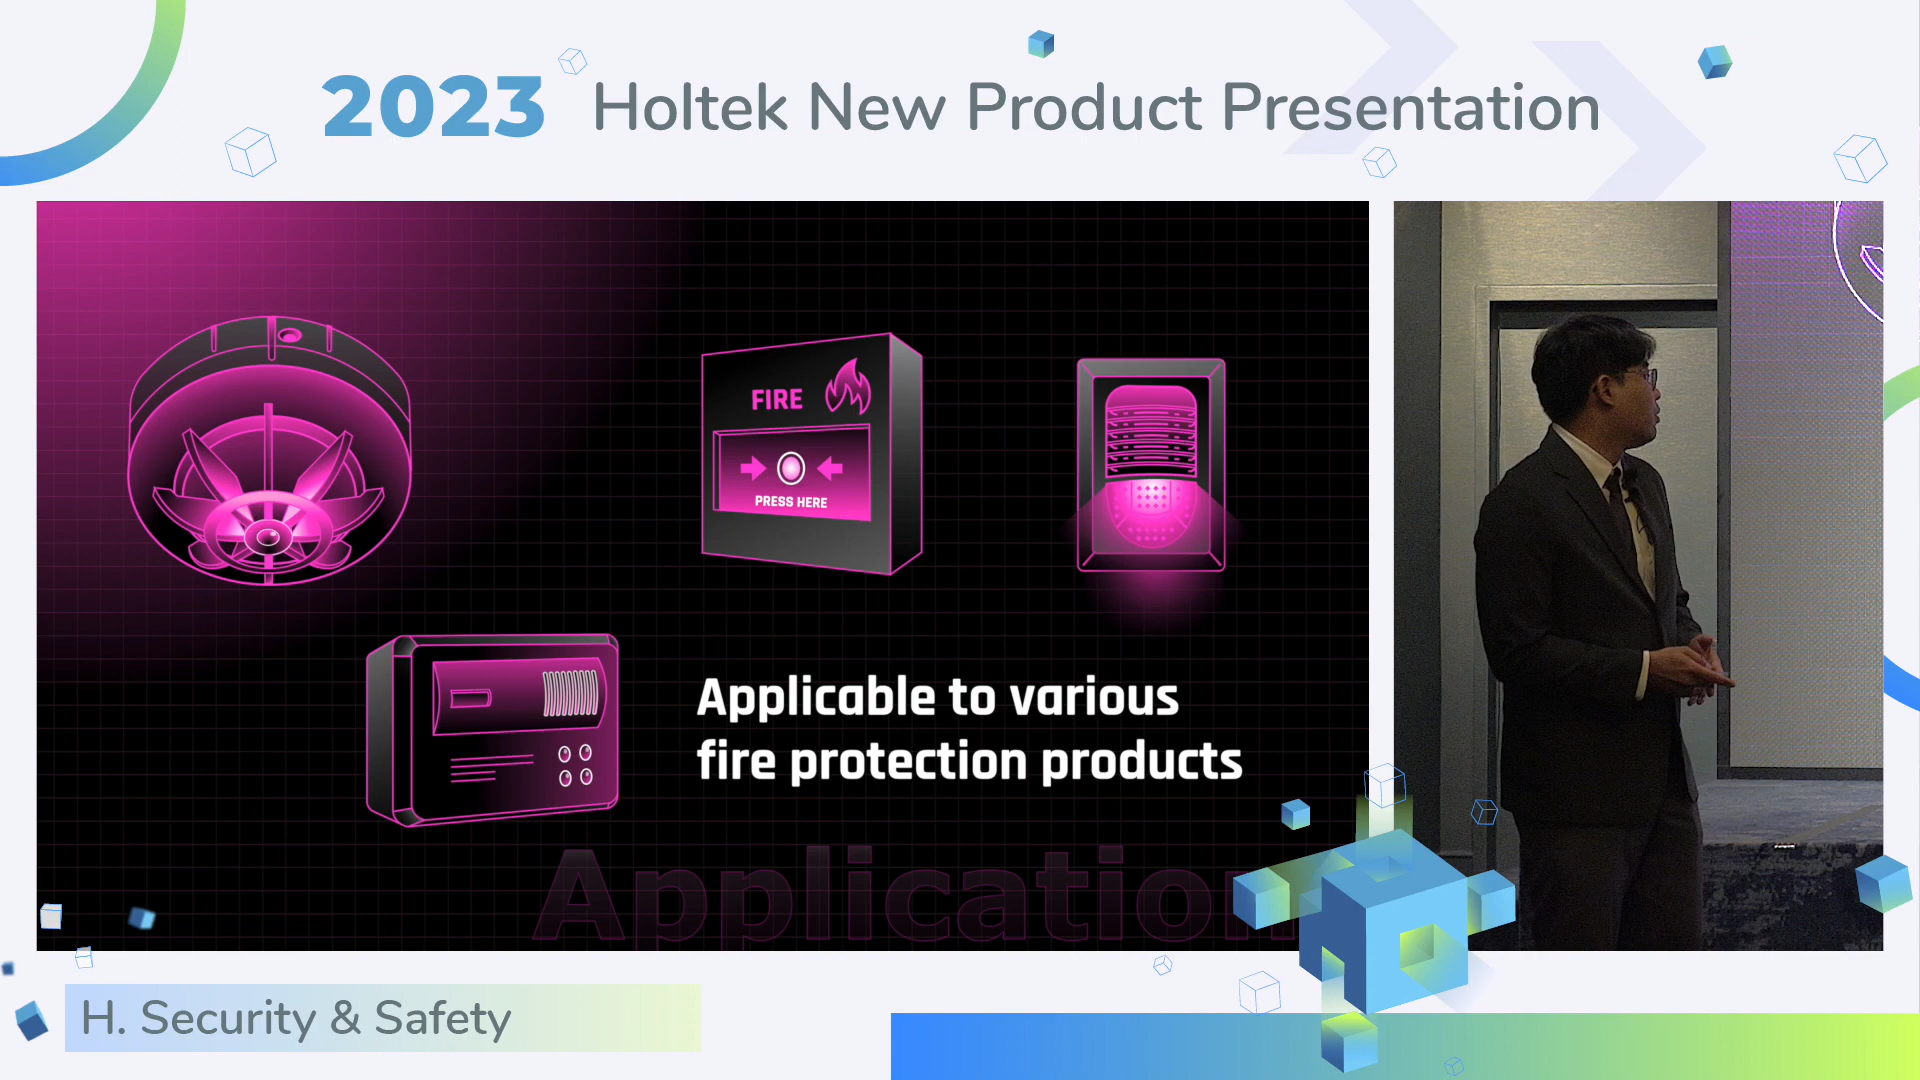 2023 Holtek New Product Presentation
FIRE
PRESS HERE
Applicable to various
fire protection products
Application
H. Security & Safety